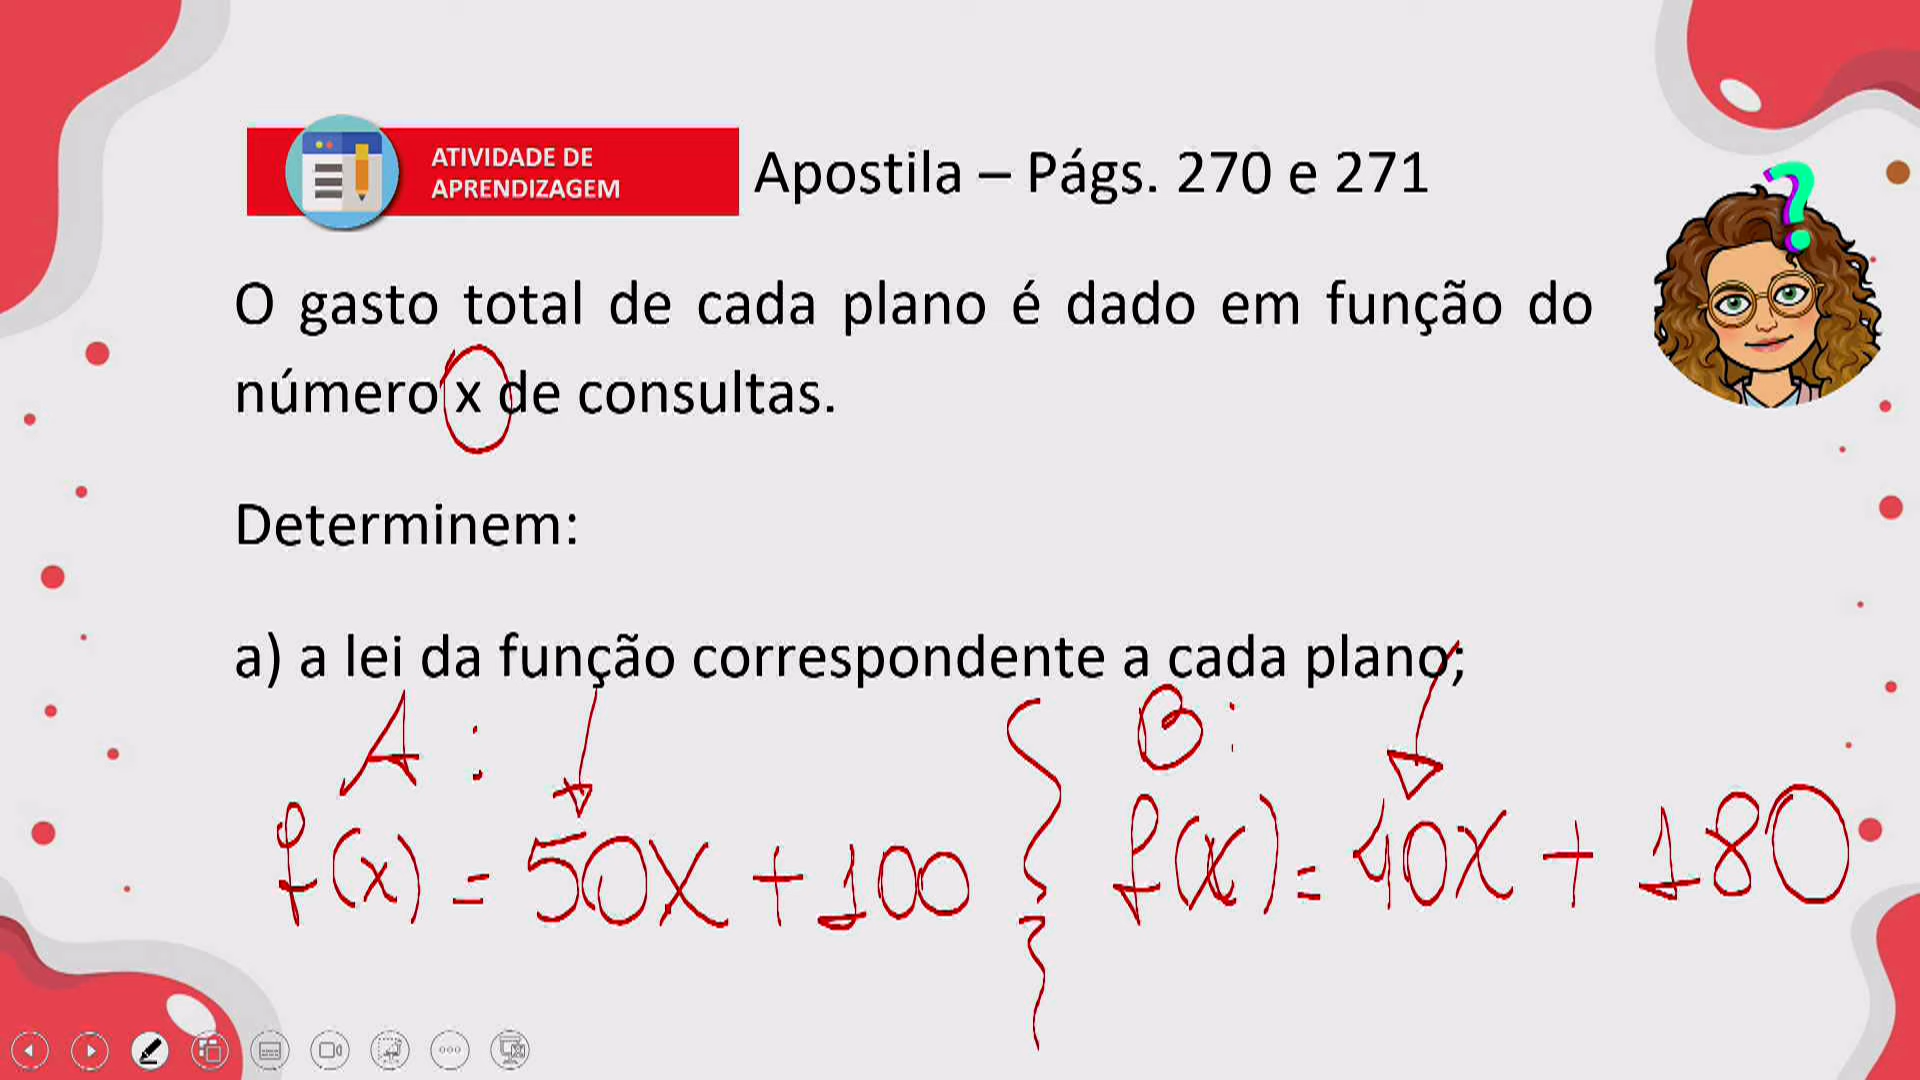 ATIVIDADE DE
APRENDIZAGEM
Apostila – Págs. 270 e 271
?
O gasto total de cada plano é dado em função do
número x de consultas.
Determinem:
a) a lei da função correspondente a cada plano;
A :
f(x) = 50x + 100
B :
f(x) = 40x + 180